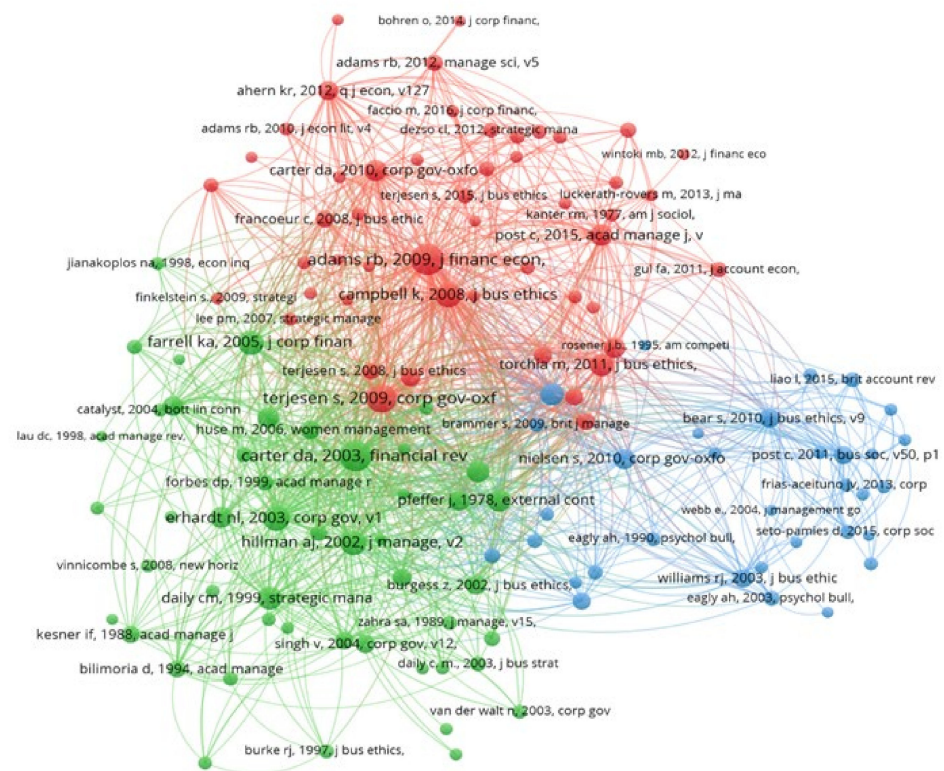 bohren o, 2014, j corp financ,
adams rb, 2012, manage sci, v5
ahern kr, 2012, q j econ, v127
faccio m, 2016, j corp financ,
adams rb, 2010, j econ lit, v4
dezso cl, 2012, strategic mana
wintoki mb, 2012, j financ eco
carter da, 2010, corp gov-oxfo
terjesen s, 2015, j bus ethics
luckerath-rovers m, 2013, j ma
francoeur c, 2008, j bus ethic
kanter rm, 1977, am j sociol,
post c, 2015, acad manage j, v
jianakoplos na, 1998, econ inq
adams rb, 2009, j financ econ,
gul fa, 2011, j account econ,
finkelstein s., 2009, strategi
campbell k, 2008, j bus ethics
lee pm, 2007, strategic manage
farrell ka, 2005, j corp finan
rosener j.b., 1995, am competi
terjesen s, 2008, j bus ethics
torchia m, 2011, j bus ethics,
liao l, 2015, brit account rev
terjesen s, 2009, corp gov-oxf
catalyst, 2004, bott lin conn
bear s, 2010, j bus ethics, v9
brammer s, 2009, brit j manage
huse m, 2006, women management
lau dc, 1998, acad manage rev,
carter da, 2003, financial rev
nielsen s, 2010, corp gov-oxfo
post c, 2011, bus soc, v50, p1
forbes dp, 1999, acad manage r
frias-aceituno jv, 2013, corp
pfeffer j, 1978, external cont
webb e., 2004, j management go
erhardt nl, 2003, corp gov, v1
seto-pamies d, 2015, corp soc
hillman aj, 2002, j manage, v2
eagly ah, 1990, psychol bull,
vinnicombe s, 2008, new horiz
burgess z, 2002, j bus ethics,
williams rj, 2003, j bus ethic
daily cm, 1999, strategic mana
eagly ah, 2003, psychol bull,
zahra sa, 1989, j manage, v15,
kesner if, 1988, acad manage j
singh v, 2004, corp gov, v12,
bilimoria d, 1994, acad manage
daily c, m., 2003, j bus strat
van der walt n, 2003, corp gov
burke rj, 1997, j bus ethics,